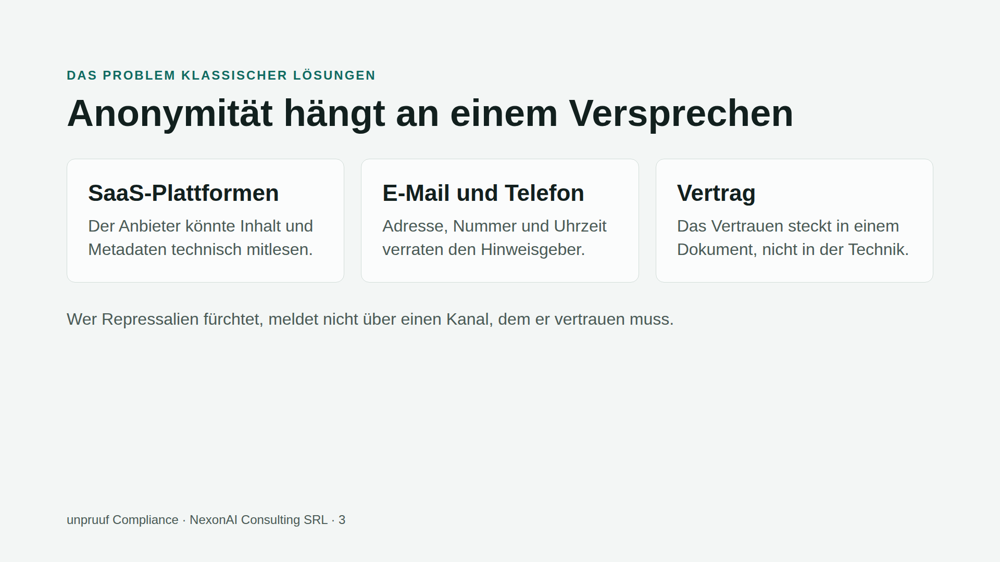 DAS PROBLEM KLASSISCHER LÖSUNGEN
Anonymität hängt an einem Versprechen
SaaS-Plattformen
Der Anbieter könnte Inhalt und
Metadaten technisch mitlesen.
E-Mail und Telefon
Adresse, Nummer und Uhrzeit
verraten den Hinweisgeber.
Vertrag
Das Vertrauen steckt in einem
Dokument, nicht in der Technik.
Wer Repressalien fürchtet, meldet nicht über einen Kanal, dem er vertrauen muss.
unpruuf Compliance · NexonAI Consulting SRL · 3